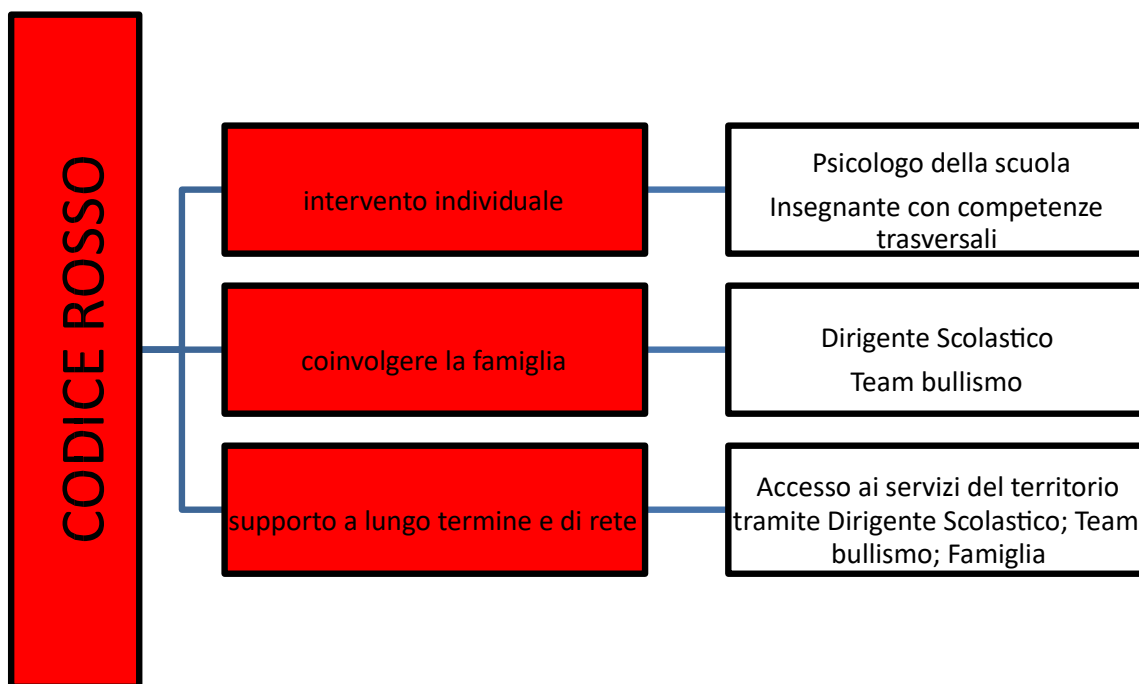 CODICE ROSSO
intervento individuale
Psicologo della scuola
Insegnante con competenze
trasversali
coinvolgere la famiglia
Dirigente Scolastico
Team bullismo
supporto a lungo termine e di rete
Accesso ai servizi del territorio
tramite Dirigente Scolastico; Team
bullismo; Famiglia